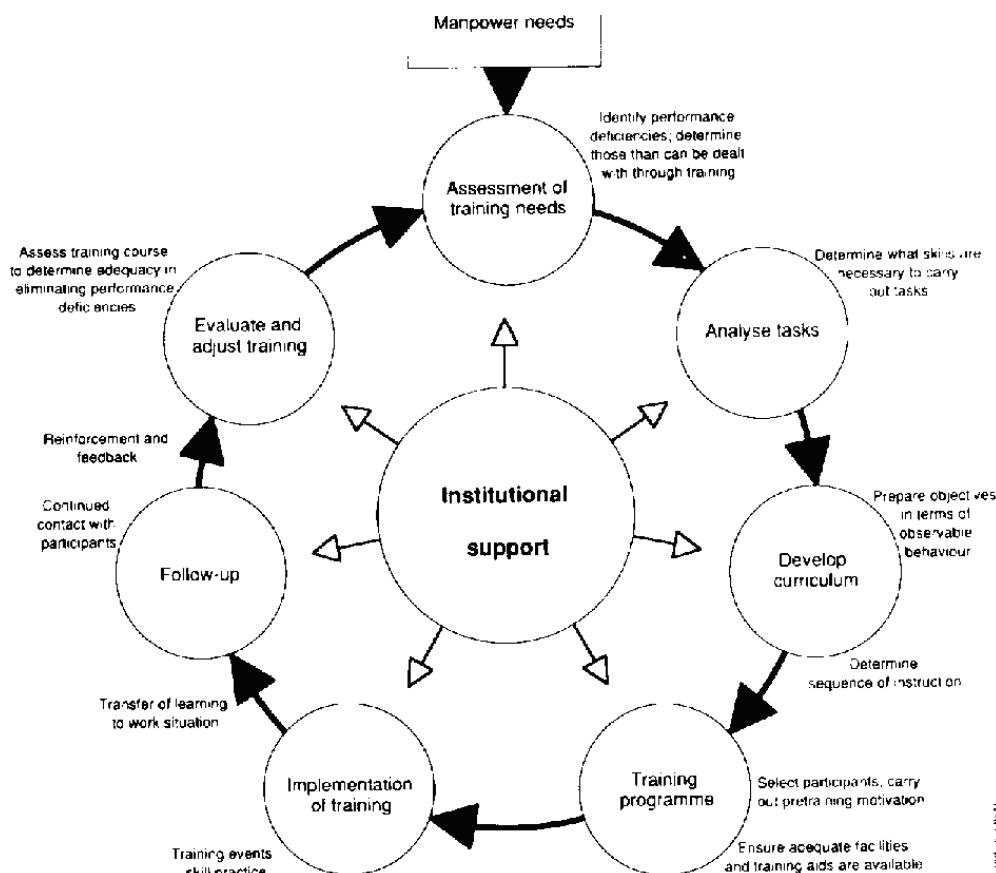 Manpower needs
Identify performance
deficiencies; determine
those than can be dealt
with through training
Assessment of
training needs
Assess training course
to determine adequacy in
eliminating performance
deficiencies
Determine what skills are
necessary to carry
out tasks
Evaluate and
adjust training
Analyse tasks
Reinforcement and
feedback
Institutional
support
Continued
contact with
participants
Prepare objectives
in terms of
observable
behaviour
Follow-up
Develop
curriculum
Determine
sequence of instruction
Transfer of learning
to work situation
Implementation
of training
Training
programme
Select participants, carry
out pretraining motivation
Training events
skill practice
Ensure adequate facilities
and training aids are available